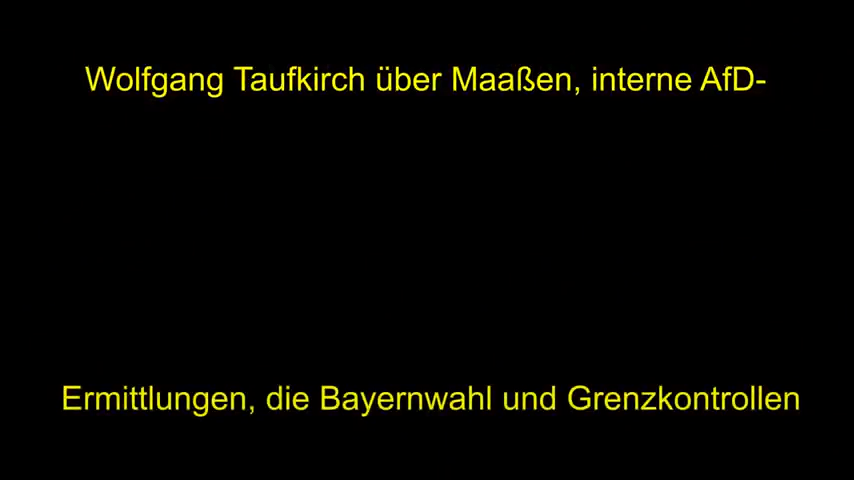 Wolfgang Taufkirch über Maaßen, interne AfD-
Ermittlungen, die Bayernwahl und Grenzkontrollen